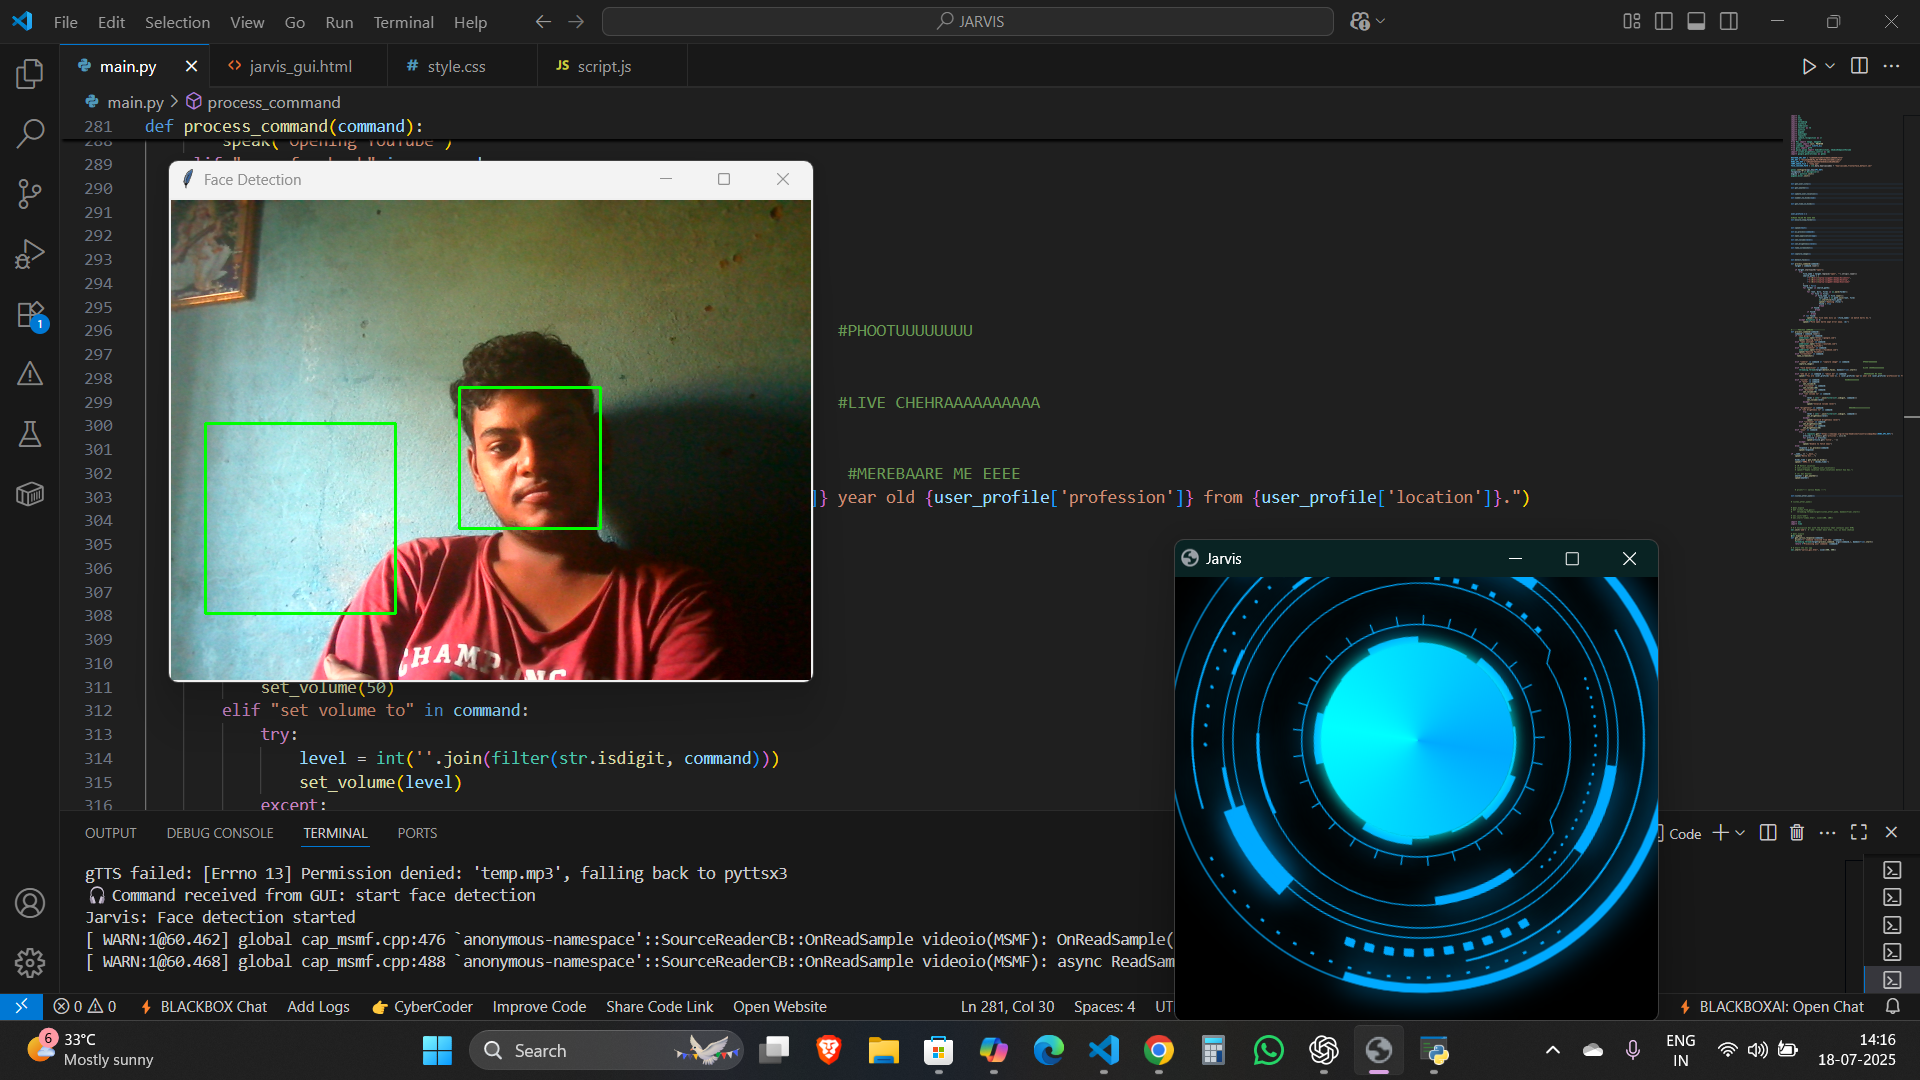 File Edit Selection View Go Run Terminal Help
JARVIS
main.py
jarvis_gui.html
# style.css
JS script.js
main.py > process_command
281 def process_command(command):
288 speak("Opening YouTube")
289
290
291
292
293
294
295
296 #PHOOTUUUUUUUU
297
298
299 #LIVE CHEHRAAAAAAAAAA
300
301
302 #MEREBAARE ME EEEE
303 ]} year old {user_profile['profession']} from {user_profile['location']}.")
304
305
306
307
308
309
310
311 set_volume(50)
312 elif "set volume to" in command:
313 try:
314 level = int(''.join(filter(str.isdigit, command)))
315 set_volume(level)
316 except:
Face Detection
CHAMP
Jarvis
OUTPUT DEBUG CONSOLE TERMINAL PORTS
Code
gTTS failed: [Errno 13] Permission denied: 'temp.mp3', falling back to pyttsx3
Command received from GUI: start face detection
Jarvis: Face detection started
[ WARN:1@60.462] global cap_msmf.cpp:476 `anonymous-namespace'::SourceReaderCB::OnReadSample videoio(MSMF): OnReadSample(
[ WARN:1@60.468] global cap_msmf.cpp:488 `anonymous-namespace'::SourceReaderCB::OnReadSample videoio(MSMF): async ReadSam
0 0 BLACKBOX Chat Add Logs CyberCoder Improve Code Share Code Link Open Website Ln 281, Col 30 Spaces: 4 UT BLACKBOXAI: Open Chat
1
6
33°C
Mostly sunny
Search
ENG
IN
14:16
18-07-2025